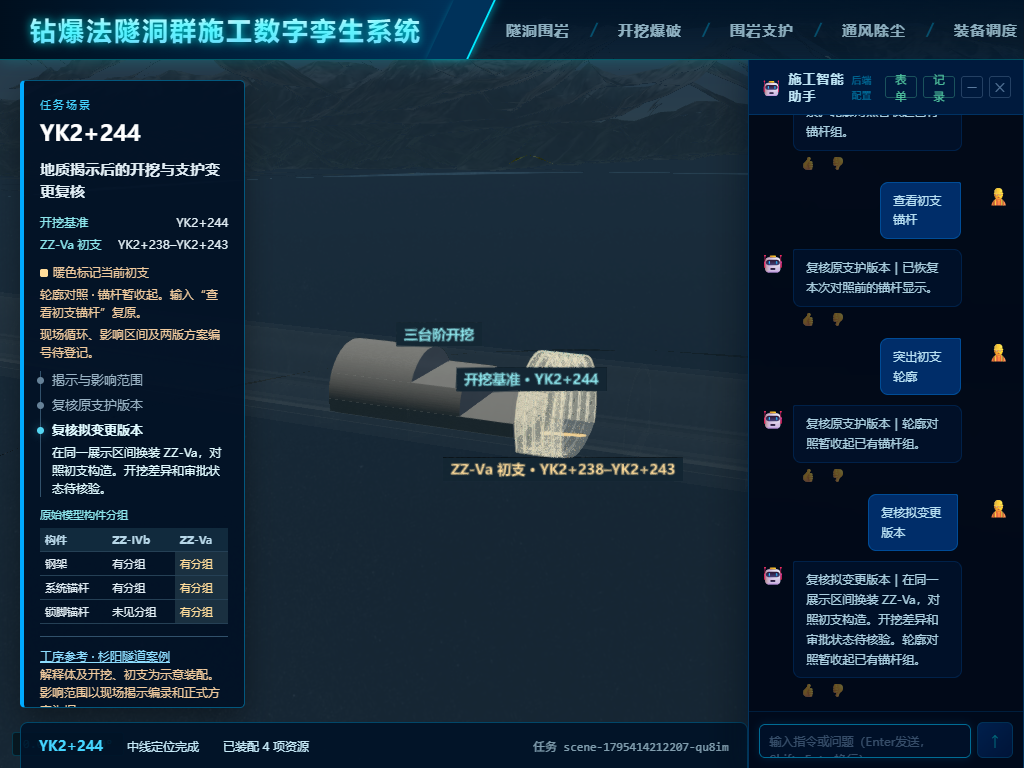 钻爆法隧洞群施工数字孪生系统
隧洞围岩 / 开挖爆破 / 围岩支护 / 通风除尘 / 装备调度
任务场景
YK2+244
地质揭示后的开挖与支护变
更复核
开挖基准 YK2+244
ZZ-Va 初支 YK2+238—YK2+243
暖色标记当前初支
轮廓对照 · 锚杆暂收起。输入“查
看初支锚杆”复原。
现场循环、影响区间及两版方案编
号待登记。
揭示与影响范围
复核原支护版本
复核拟变更版本
在同一展示区间换装 ZZ-Va，对
照初支构造。开挖差异和审批状
态待核验。
原始模型构件分组
构件 ZZ-IVb ZZ-Va
钢架 有分组 有分组
系统锚杆 有分组 有分组
锁脚锚杆 未见分组 有分组
工序参考 · 杉阳隧道案例
解释体及开挖、初支为示意装配。
影响范围以现场揭示编录和正式方
三台阶开挖
开挖基准 • YK2+244
ZZ-Va 初支 • YK2+238—YK2+243
YK2+244 中线定位完成 已装配 4 项资源 任务 scene-1795414212207-qu8im
施工智能
助手
后端
配置
表
单
记
录
锚杆组。
查看初支
锚杆
复核原支护版本 | 已恢复
本次对照前的锚杆显示。
突出初支
轮廓
复核原支护版本 | 轮廓对
照暂收起已有锚杆组。
复核拟变更
版本
复核拟变更版本 | 在同一
展示区间换装 ZZ-Va，对
照初支构造。开挖差异和
审批状态待核验。轮廓对
照暂收起已有锚杆组。
输入指令或问题（Enter发送，
↑